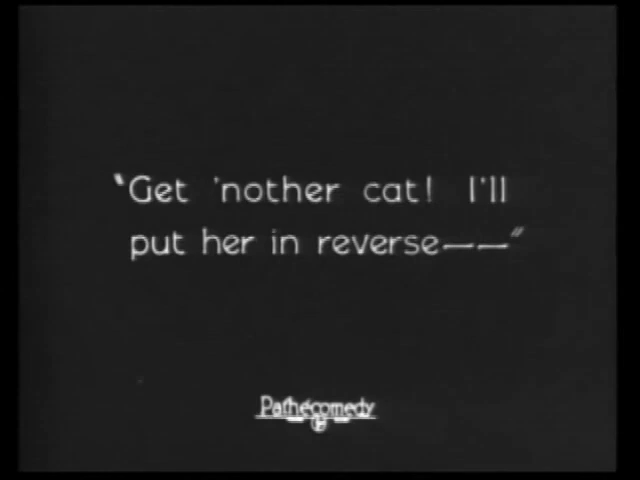 "Get 'nother cat! I'll
put her in reverse——"
Pathécomedy